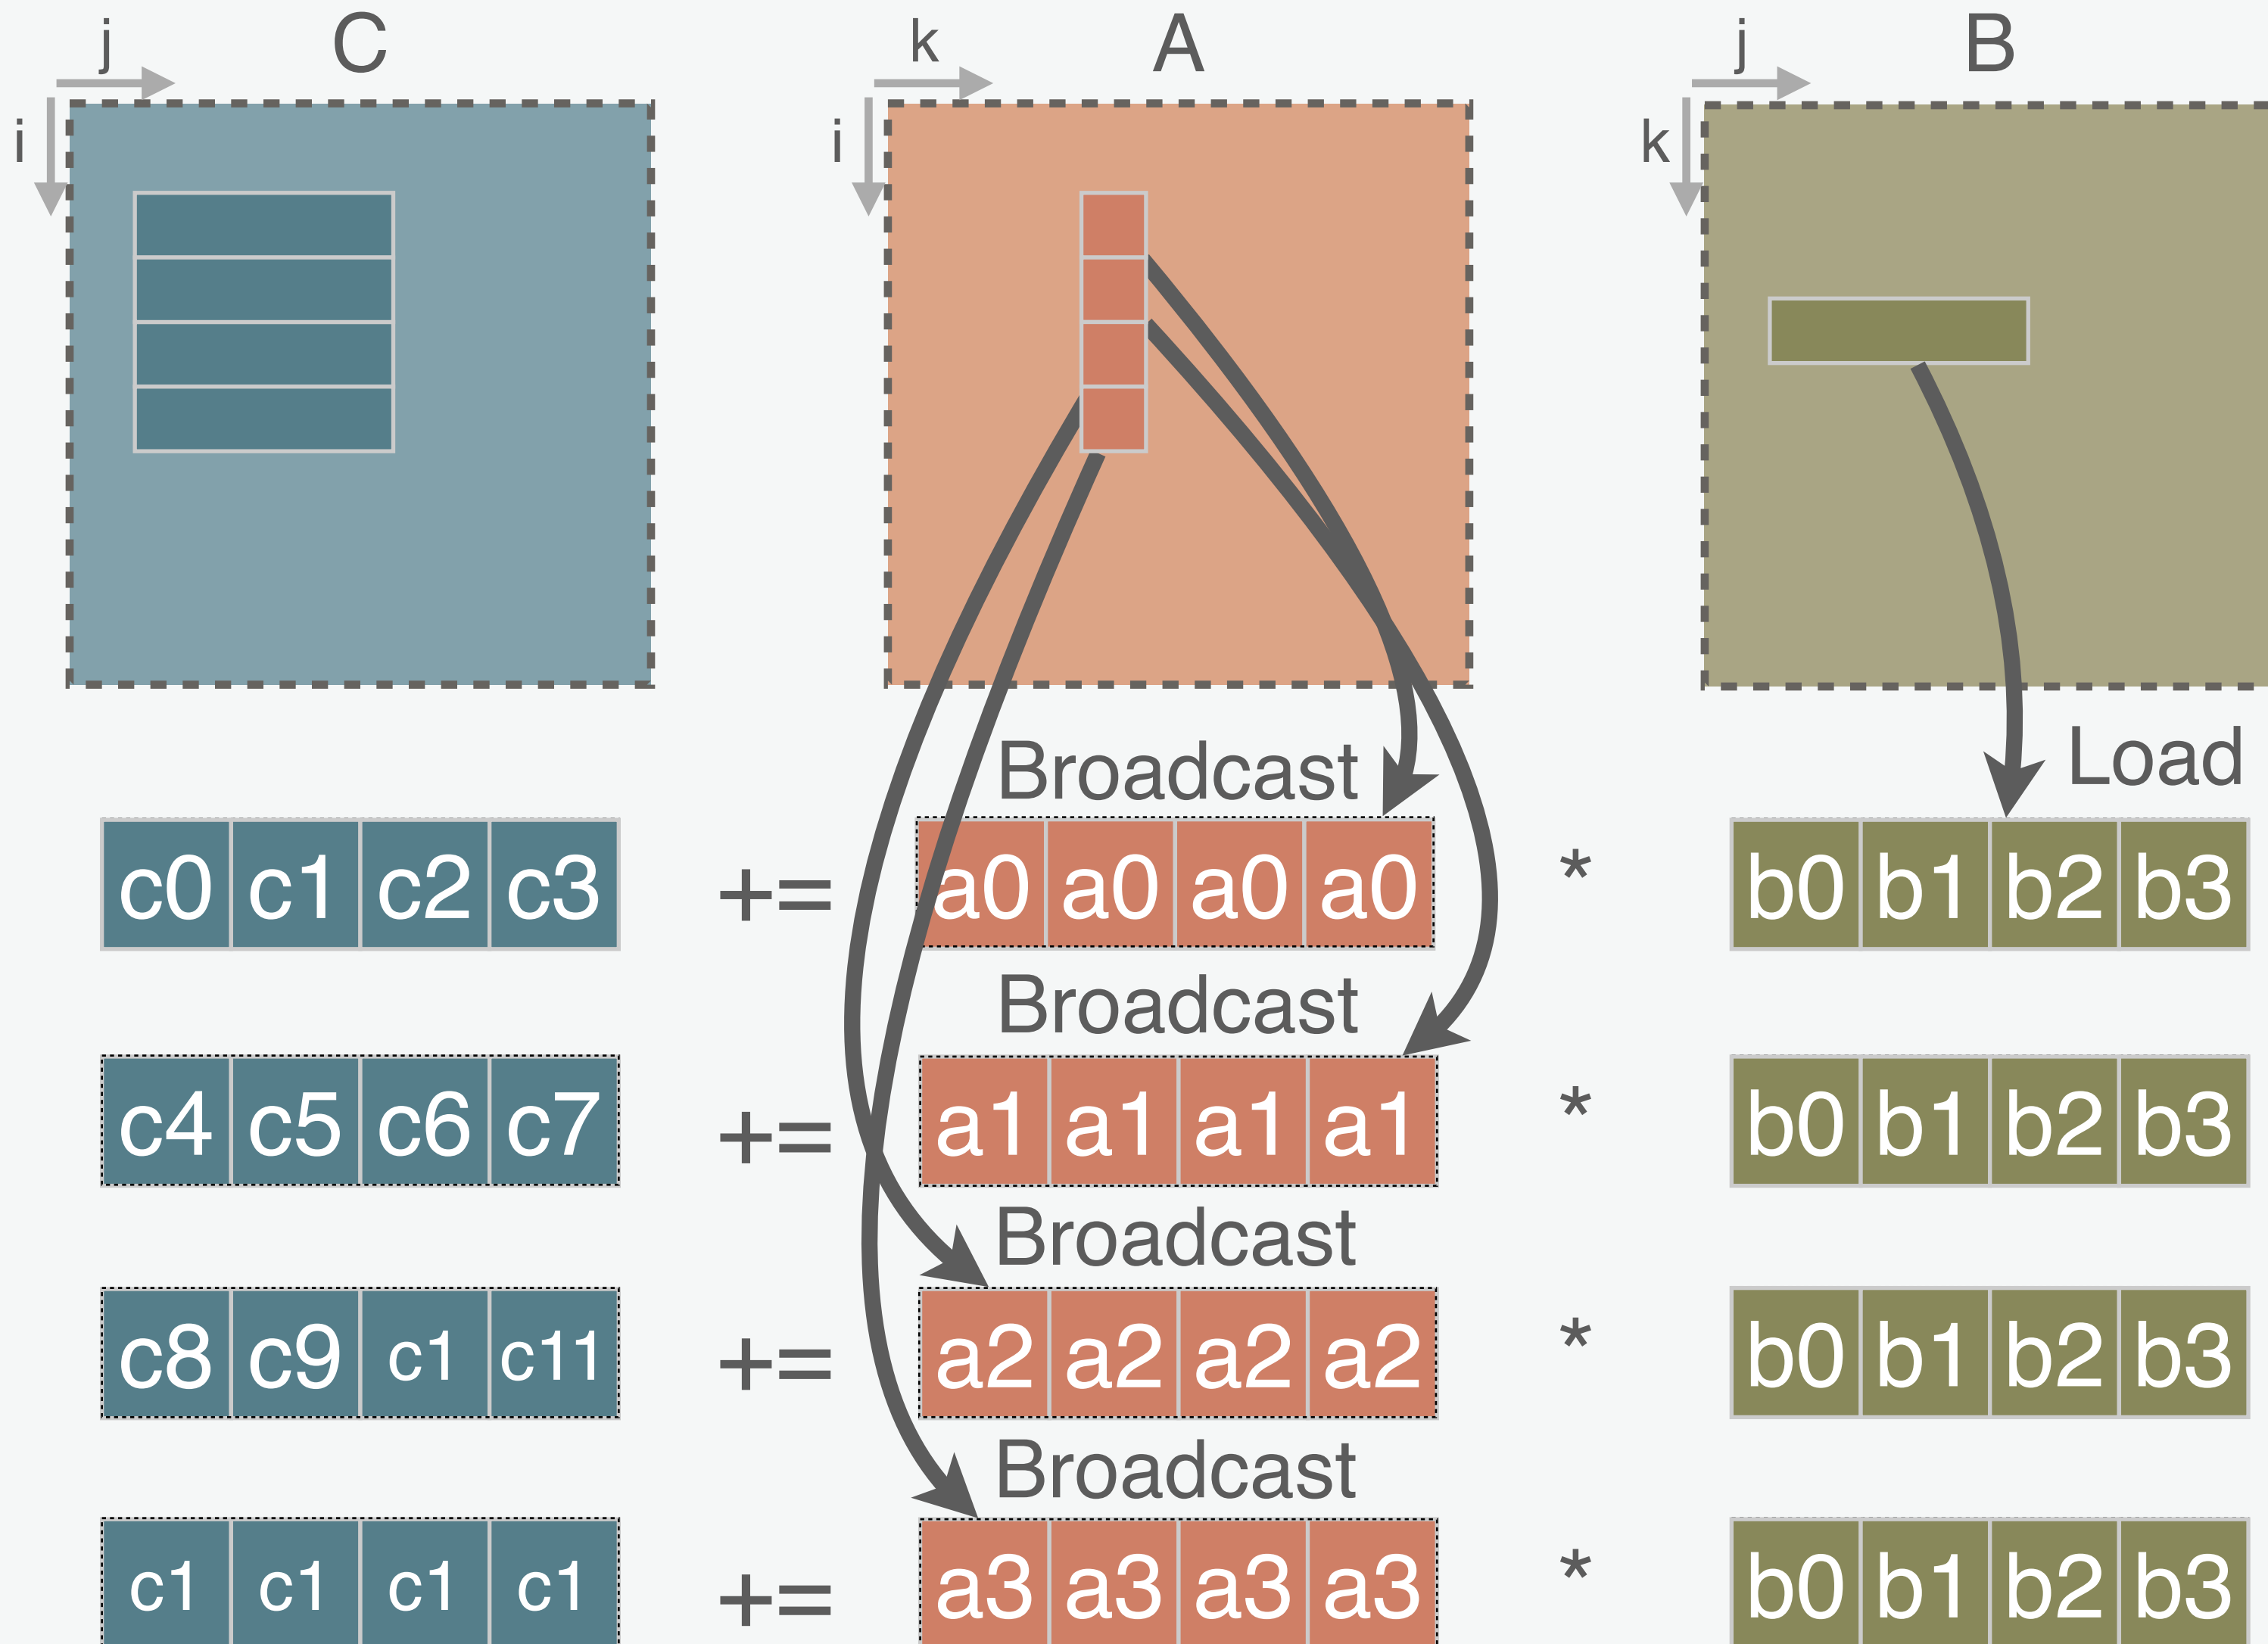 j C k A j B
i i k
Broadcast Load
c0 c1 c2 c3 += a0 a0 a0 a0 * b0 b1 b2 b3
Broadcast
c4 c5 c6 c7 += a1 a1 a1 a1 * b0 b1 b2 b3
Broadcast
c8 c9 c1 c11 += a2 a2 a2 a2 * b0 b1 b2 b3
Broadcast
c1 c1 c1 c1 += a3 a3 a3 a3 * b0 b1 b2 b3